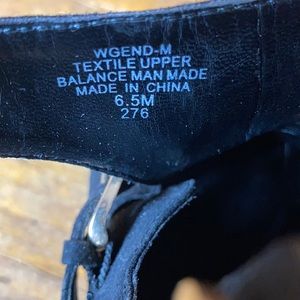 WGEND-M
TEXTILE UPPER
BALANCE MAN MADE
MADE IN CHINA
6.5M
276